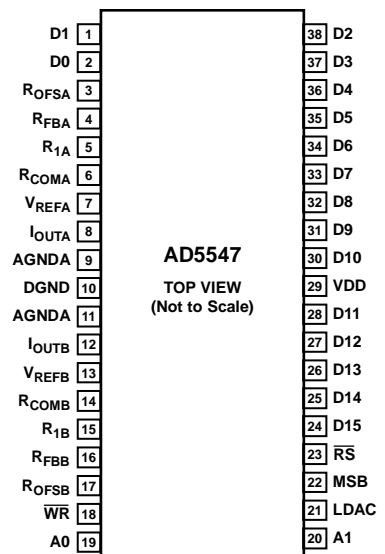 D1 1 38 D2
D0 2 37 D3
ROFSA 3 36 D4
RFBA 4 35 D5
R1A 5 34 D6
RCOMA 6 33 D7
VREFA 7 32 D8
IOUTA 8 31 D9
AGNDA 9 AD5547 30 D10
DGND 10 TOP VIEW 29 VDD
AGNDA 11 (Not to Scale) 28 D11
IOUTB 12 27 D12
VREFB 13 26 D13
RCOMB 14 25 D14
R1B 15 24 D15
RFBB 16 23 R̅S̅
ROFSB 17 22 MSB
W̅R̅ 18 21 LDAC
A0 19 20 A1